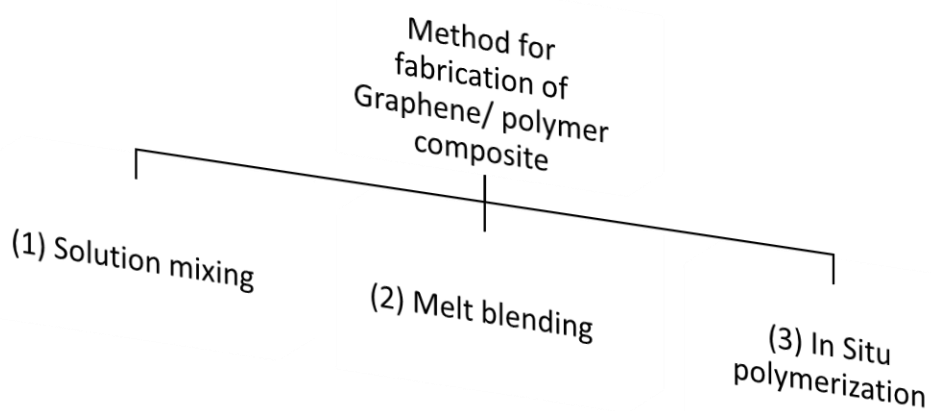 Method for
fabrication of
Graphene/ polymer
composite
(1) Solution mixing
(2) Melt blending
(3) In Situ
polymerization